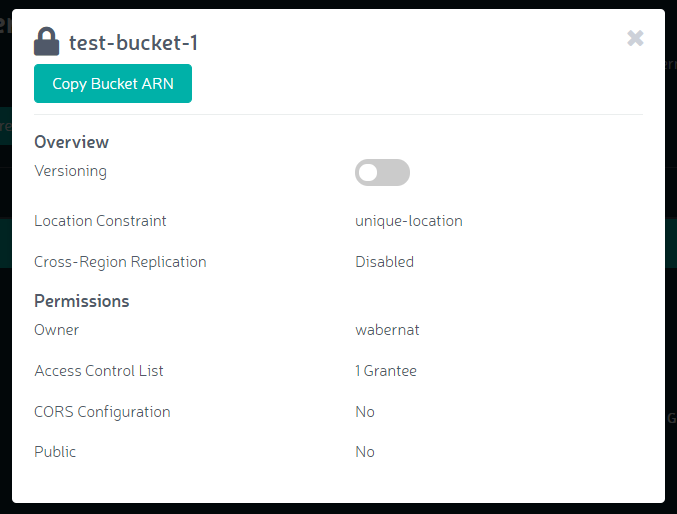 test-bucket-1
Copy Bucket ARN
Overview
Versioning
Location Constraint unique-location
Cross-Region Replication Disabled
Permissions
Owner wabernat
Access Control List 1 Grantee
CORS Configuration No
Public No